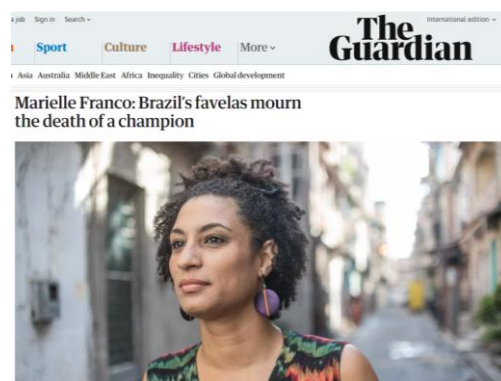 job Sign in Search
The Guardian
International edition
Sport Culture Lifestyle More
Asia Australia Middle East Africa Inequality Cities Global development
Marielle Franco: Brazil's favelas mourn
the death of a champion